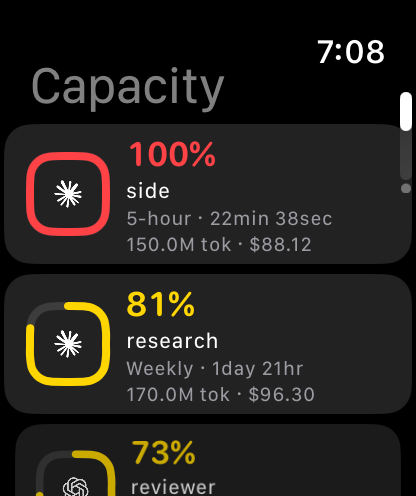 7:08
Capacity
100%
side
5-hour · 22min 38sec
150.0M tok · $88.12
81%
research
Weekly · 1day 21hr
170.0M tok · $96.30
73%
reviewer